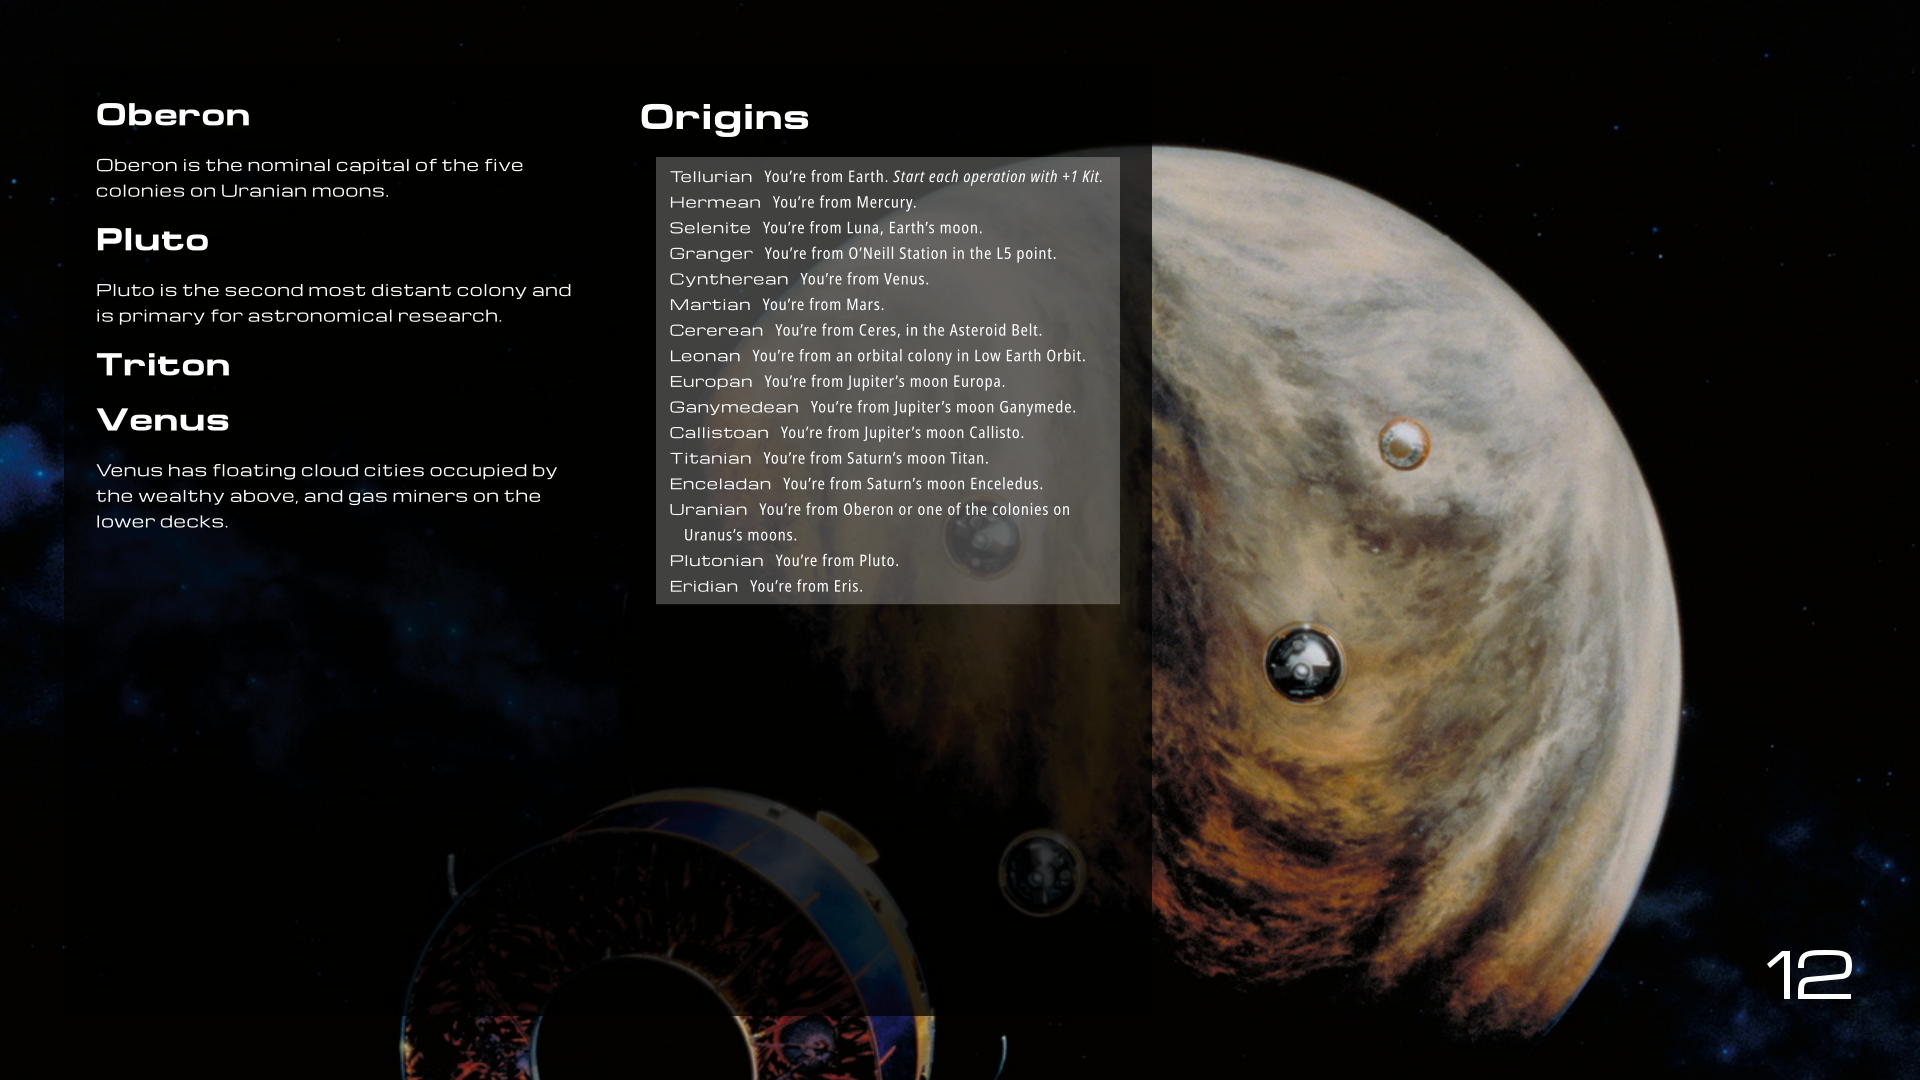 Oberon
Oberon is the nominal capital of the five
colonies on Uranian moons.
Pluto
Pluto is the second most distant colony and
is primary for astronomical research.
Triton
Venus
Venus has floating cloud cities occupied by
the wealthy above, and gas miners on the
lower decks.
Origins
Tellurian You’re from Earth. Start each operation with +1 Kit.
Hermean You’re from Mercury.
Selenite You’re from Luna, Earth’s moon.
Granger You’re from O’Neill Station in the L5 point.
Cyntherean You’re from Venus.
Martian You’re from Mars.
Cererean You’re from Ceres, in the Asteroid Belt.
Leonan You’re from an orbital colony in Low Earth Orbit.
Europan You’re from Jupiter’s moon Europa.
Ganymedean You’re from Jupiter’s moon Ganymede.
Callistoan You’re from Jupiter’s moon Callisto.
Titanian You’re from Saturn’s moon Titan.
Enceladan You’re from Saturn’s moon Enceledus.
Uranian You’re from Oberon or one of the colonies on
Uranus’s moons.
Plutonian You’re from Pluto.
Eridian You’re from Eris.
12